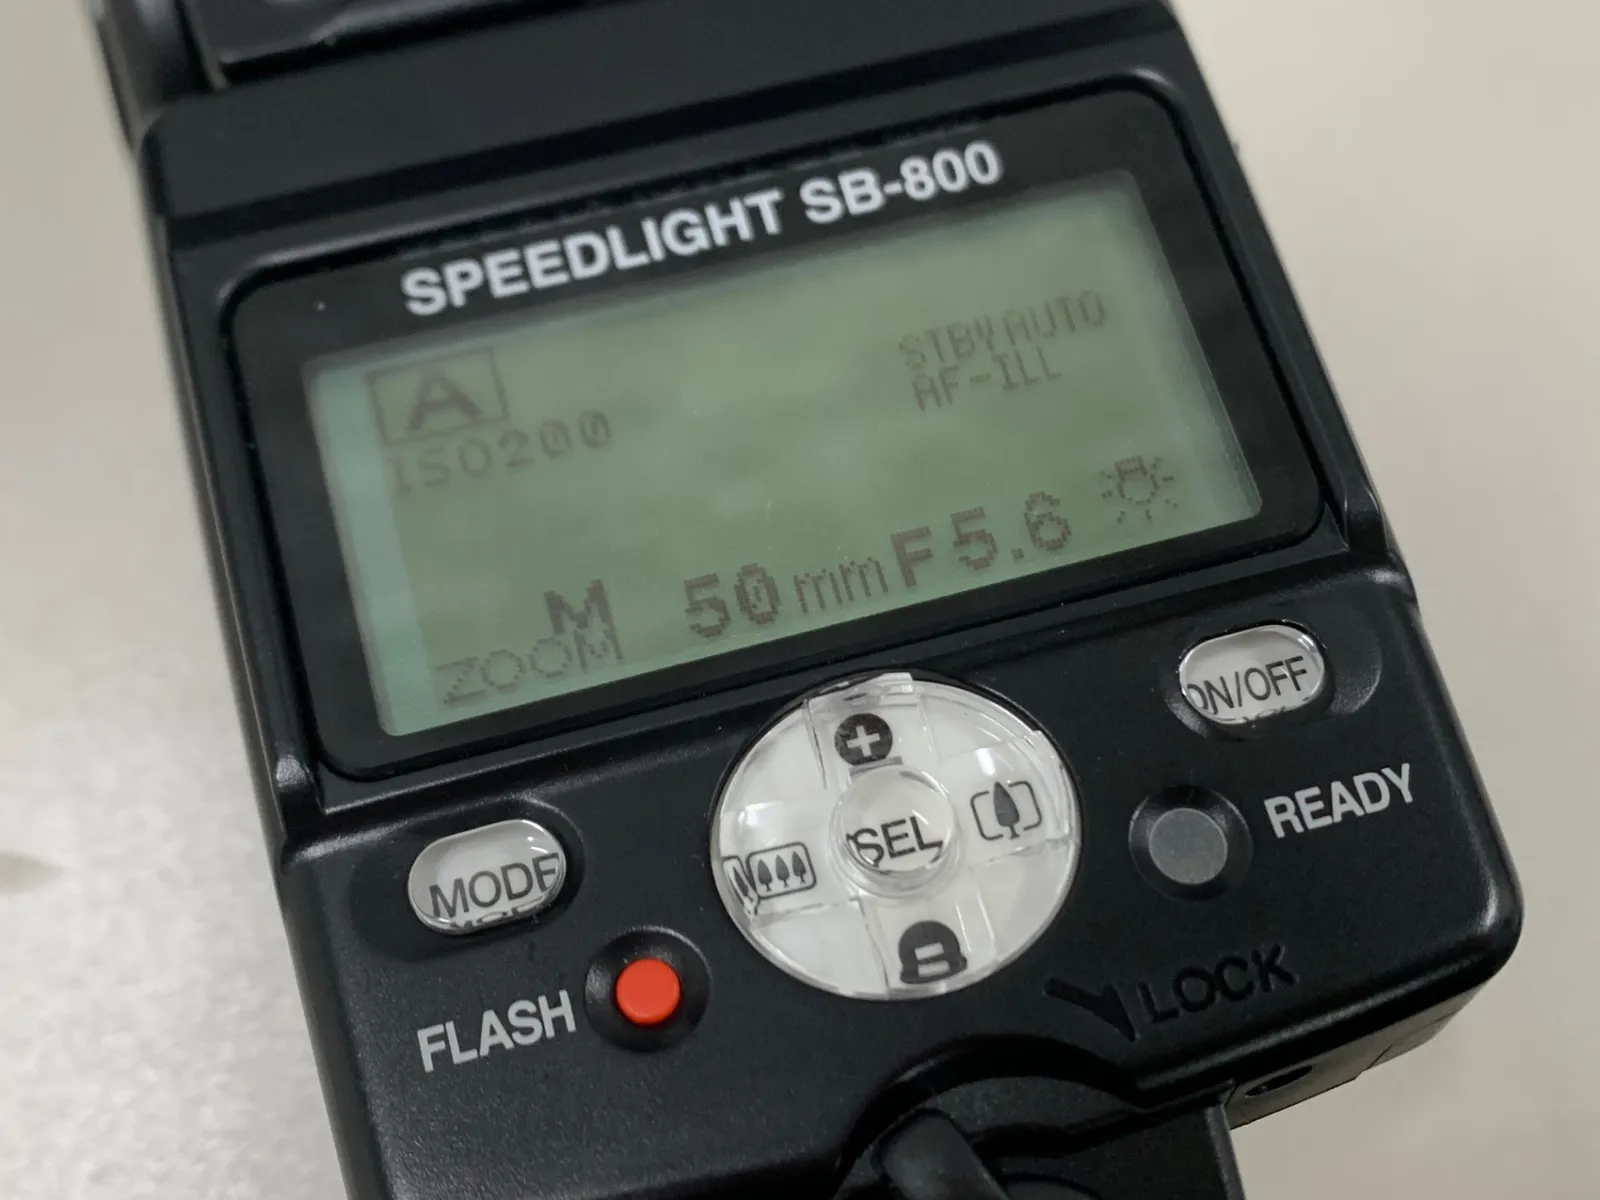 SPEEDLIGHT SB-800
A
STBY AUTO
AF-ILL
ISO200
M 50mm F5.6
ZOOM
ON/OFF
READY
MODE
SEL
FLASH
LOCK